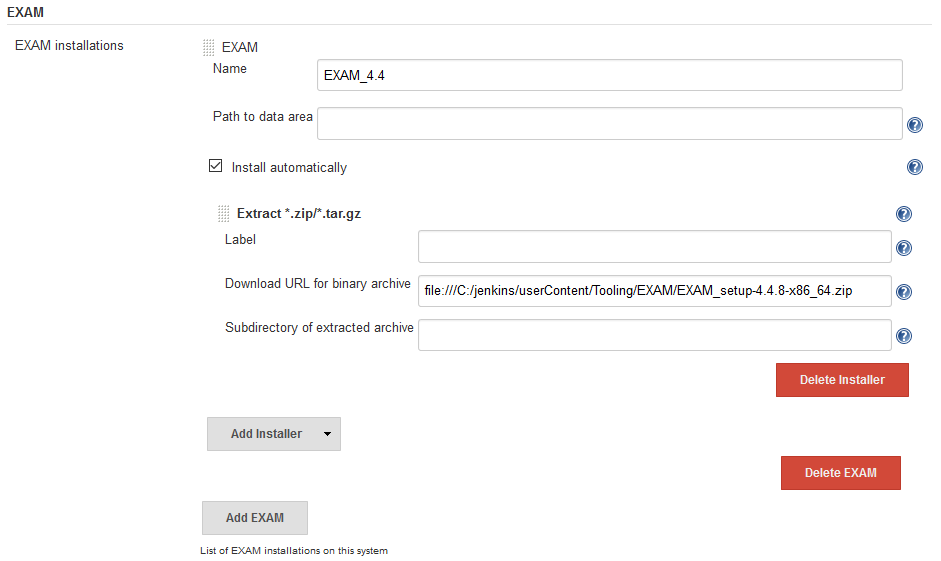 EXAM
EXAM installations
EXAM
Name
EXAM_4.4
Path to data area
Install automatically
Extract *.zip/*.tar.gz
Label
Download URL for binary archive
file:///C:/jenkins/userContent/Tooling/EXAM/EXAM_setup-4.4.8-x86_64.zip
Subdirectory of extracted archive
Delete Installer
Add Installer
Delete EXAM
Add EXAM
List of EXAM installations on this system